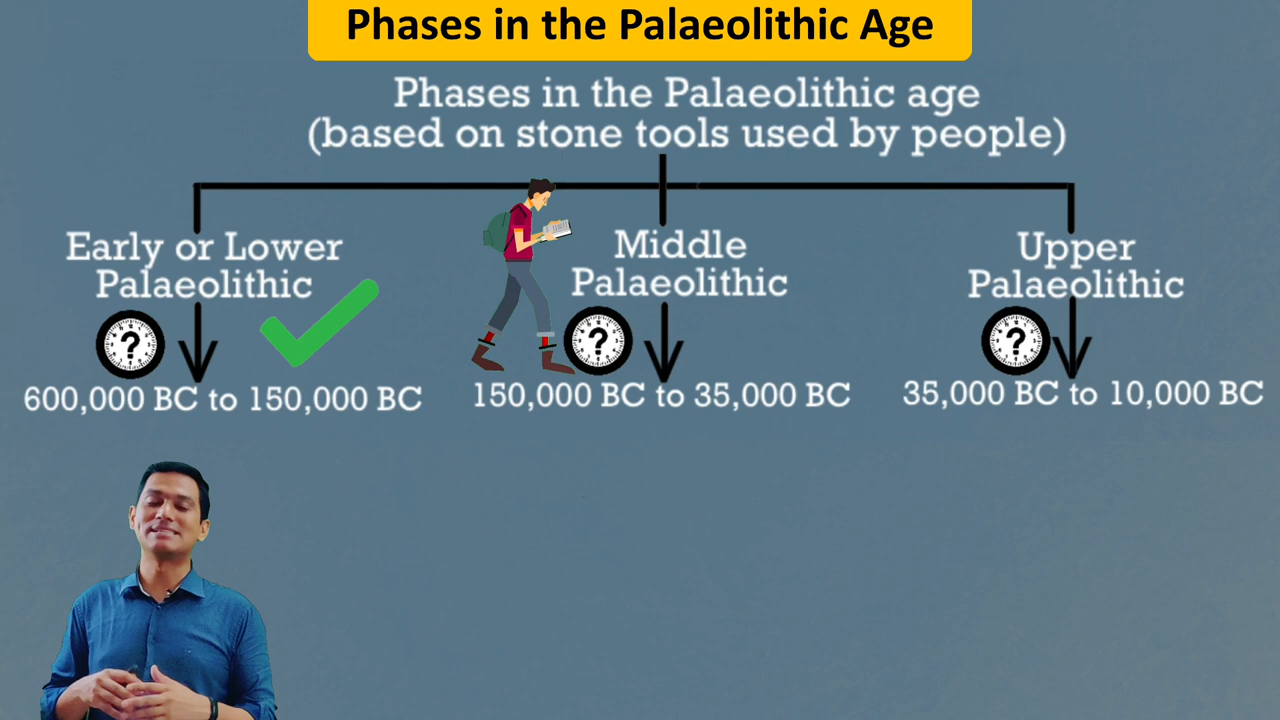 Phases in the Palaeolithic Age
Phases in the Palaeolithic age
(based on stone tools used by people)
Early or Lower
Palaeolithic
?
600,000 BC to 150,000 BC
Middle
Palaeolithic
?
150,000 BC to 35,000 BC
Upper
Palaeolithic
?
35,000 BC to 10,000 BC